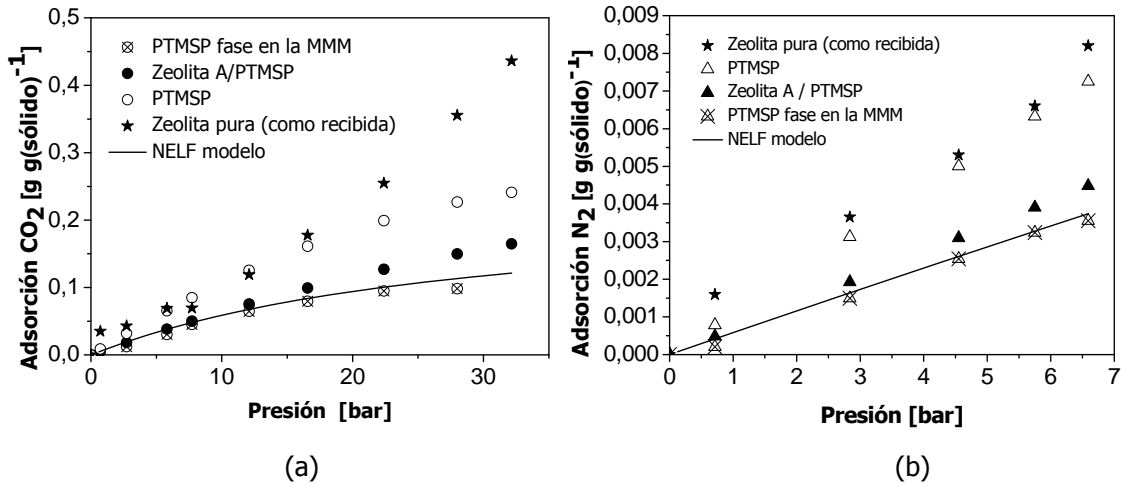 Adsorción CO2 [g g(sólido)-1
0,5
0,4
0,3
0,2
0,1
0,0
PTMSP fase en la MMM
Zeolita A/PTMSP
PTMSP
Zeolita pura (como recibida)
NELF modelo
0
10
20
30
Presión [bar]
(a)
Adsorción N2 [g g(sólido)-1]
0,009
0,008
0,007
0,006
0,005
0,004
0,003
0,002
0,001
0,000
Zeolita pura (como recibida)
PTMSP
Zeolita A / PTMSP
PTMSP fase en la MMM
NELF modelo
0
1
2
3
4
5
6
7
Presión [bar]
(b)